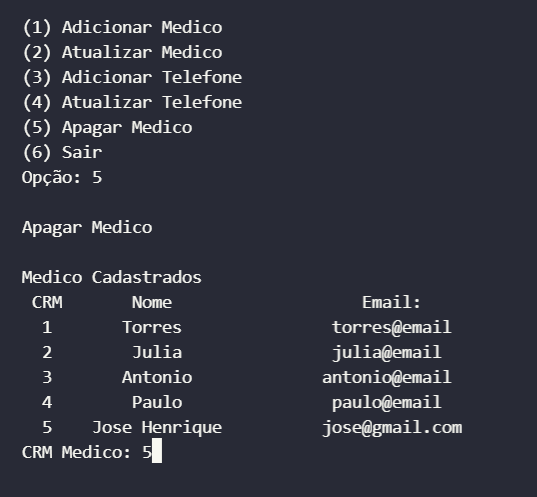 (1) Adicionar Medico
(2) Atualizar Medico
(3) Adicionar Telefone
(4) Atualizar Telefone
(5) Apagar Medico
(6) Sair
Opção: 5
Apagar Medico
Medico Cadastrados
CRM Nome Email:
1 Torres torres@email
2 Julia julia@email
3 Antonio antonio@email
4 Paulo paulo@email
5 Jose Henrique jose@gmail.com
CRM Medico: 5